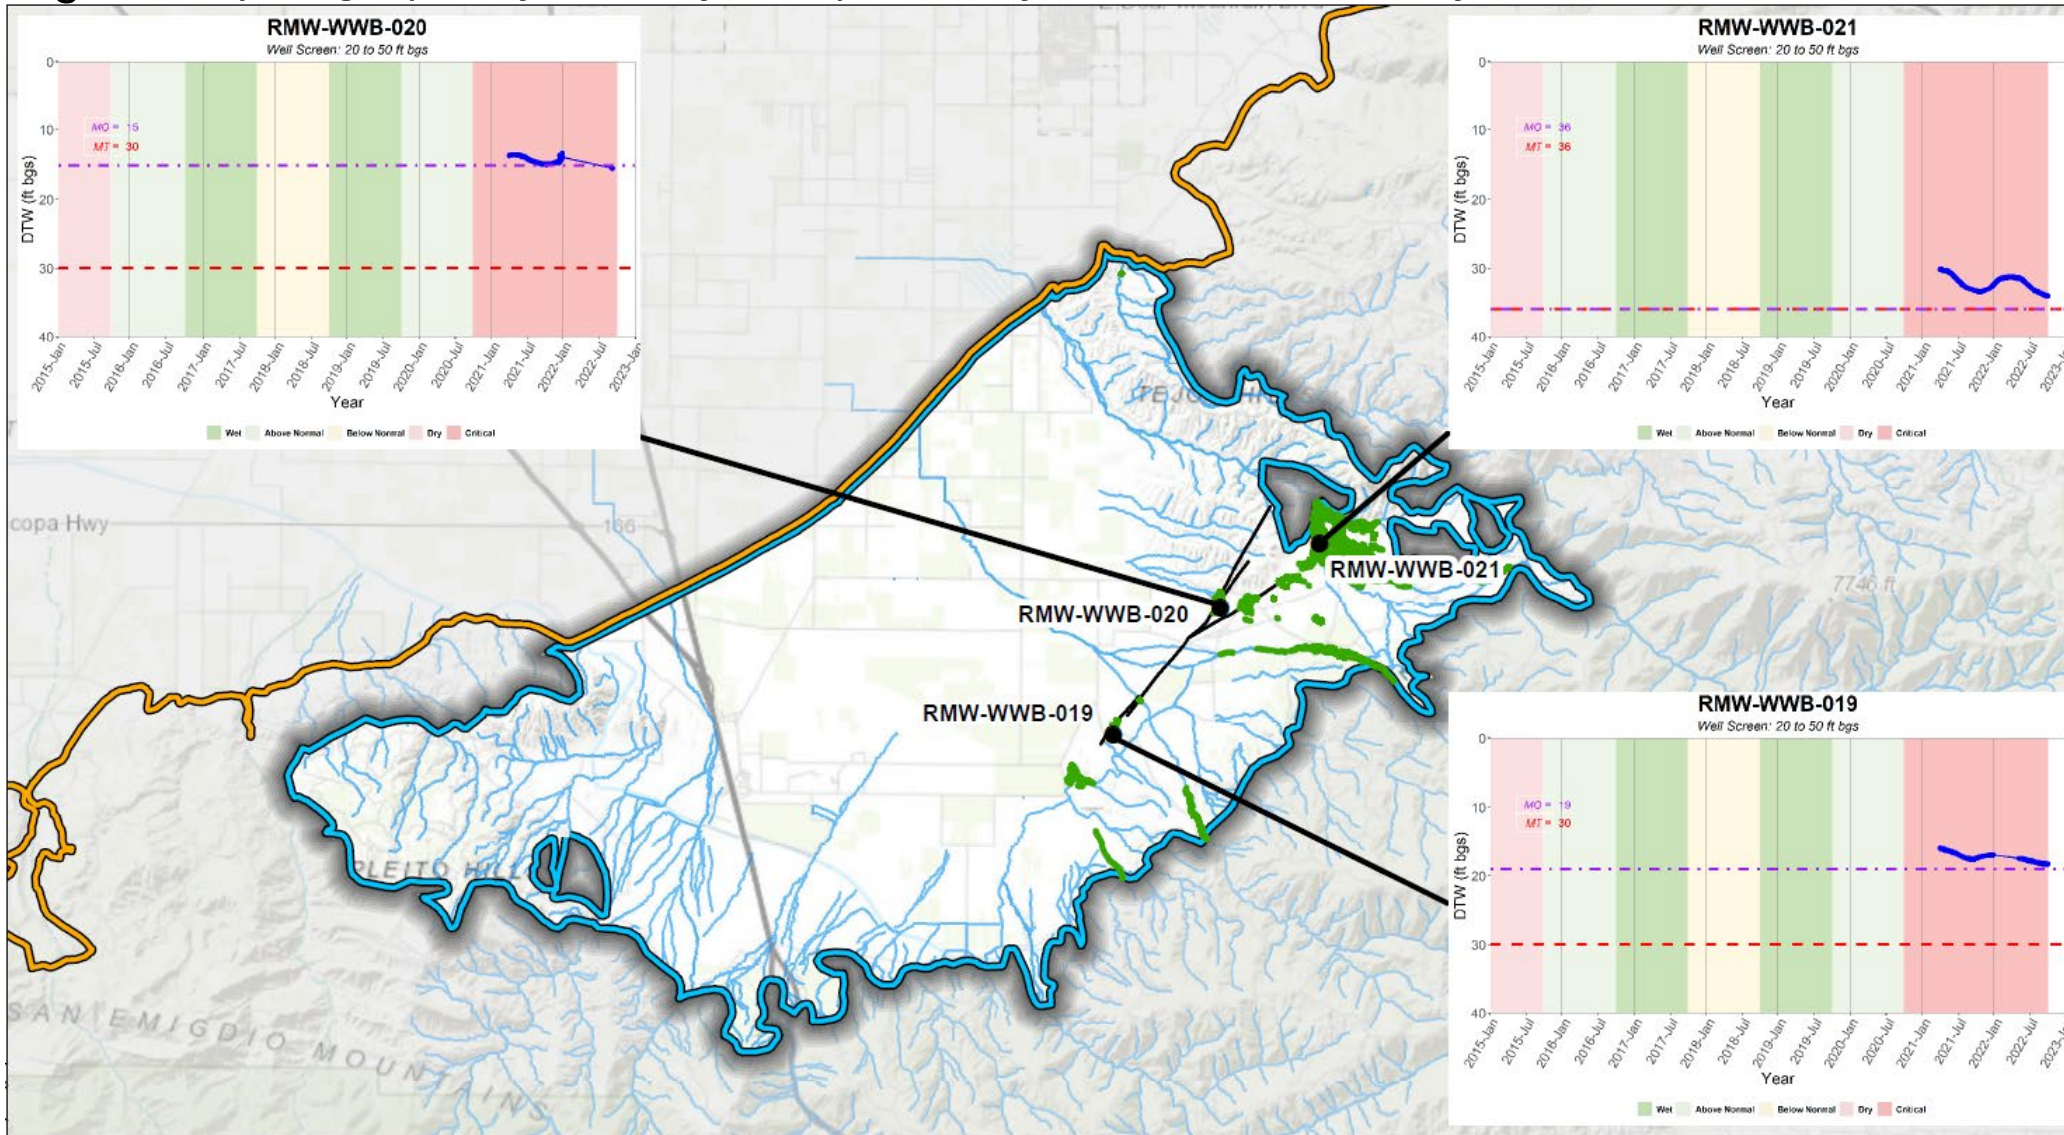 RMW-WWB-020
Well Screen: 20 to 50 ft bgs
0
10
20
30
40
DTW (ft bgs)
MO = 15
MT = 30
2015-Jan
2015-Jul
2016-Jan
2016-Jul
2017-Jan
2017-Jul
2018-Jan
2018-Jul
2019-Jan
2019-Jul
2020-Jan
2020-Jul
2021-Jan
2021-Jul
2022-Jan
2022-Jul
2023-Jan
Year
Wet Above Normal Below Normal Dry Critical
RMW-WWB-021
Well Screen: 20 to 50 ft bgs
0
10
20
30
40
DTW (ft bgs)
MO = 36
MT = 36
2015-Jan
2015-Jul
2016-Jan
2016-Jul
2017-Jan
2017-Jul
2018-Jan
2018-Jul
2019-Jan
2019-Jul
2020-Jan
2020-Jul
2021-Jan
2021-Jul
2022-Jan
2022-Jul
Year
Wet Above Normal Below Normal Dry Critical
copa Hwy
166
RMW-WWB-021
7746 ft
RMW-WWB-020
RMW-WWB-019
PLEITO HILL
SAN EMIGDIO MOUNTAINS
RMW-WWB-019
Well Screen: 20 to 50 ft bgs
0
10
20
30
40
DTW (ft bgs)
MO = 19
MT = 30
2015-Jan
2015-Jul
2016-Jan
2016-Jul
2017-Jan
2017-Jul
2018-Jan
2018-Jul
2019-Jan
2019-Jul
2020-Jan
2020-Jul
2021-Jan
2021-Jul
2022-Jan
2022-Jul
Year
Wet Above Normal Below Normal Dry Critical